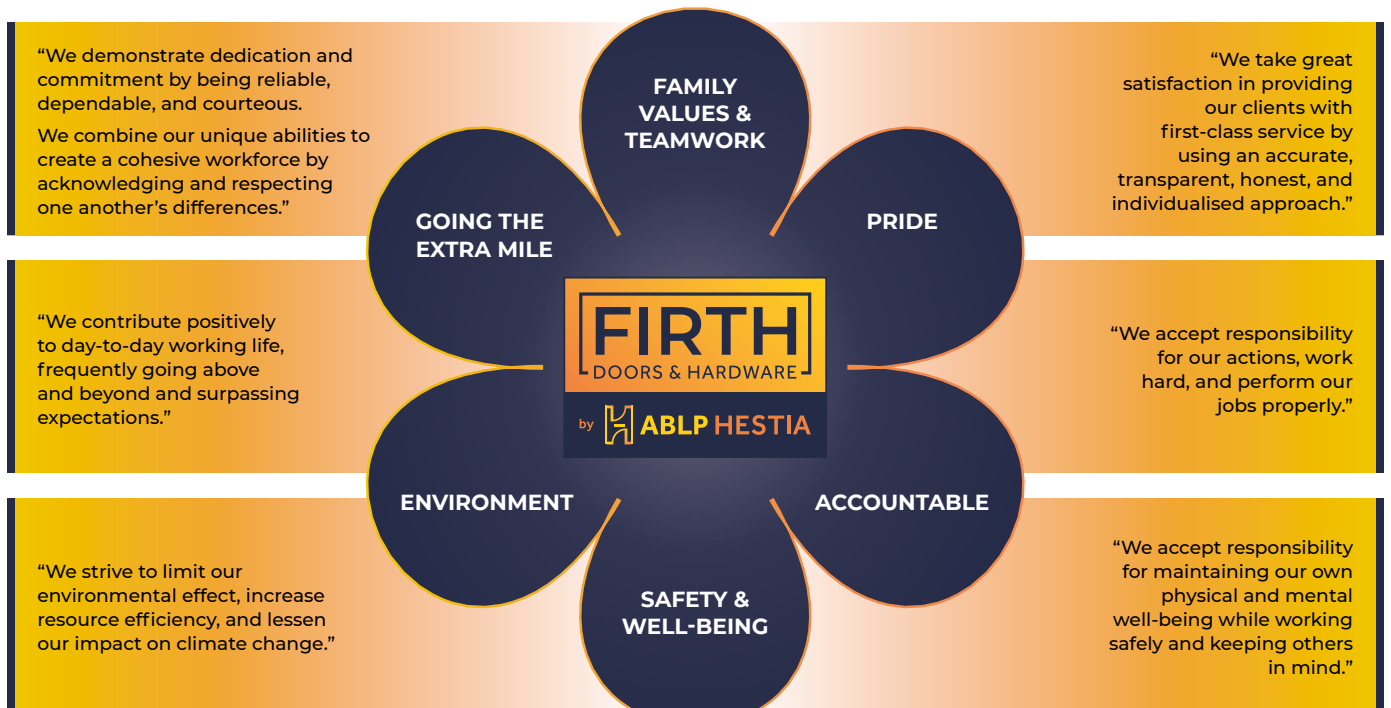 “We demonstrate dedication and
commitment by being reliable,
dependable, and courteous.
We combine our unique abilities to
create a cohesive workforce by
acknowledging and respecting
one another’s differences.”
FAMILY
VALUES &
TEAMWORK
“We take great
satisfaction in providing
our clients with
first-class service by
using an accurate,
transparent, honest, and
individualised approach.”
GOING THE
EXTRA MILE
PRIDE
“We contribute positively
to day-to-day working life,
frequently going above
and beyond and surpassing
expectations.”
FIRTH
DOORS & HARDWARE
by ABLP HESTIA
“We accept responsibility
for our actions, work
hard, and perform our
jobs properly.”
ENVIRONMENT
ACCOUNTABLE
“We strive to limit our
environmental effect, increase
resource efficiency, and lessen
our impact on climate change.”
SAFETY &
WELL-BEING
“We accept responsibility
for maintaining our own
physical and mental
well-being while working
safely and keeping others
in mind.”